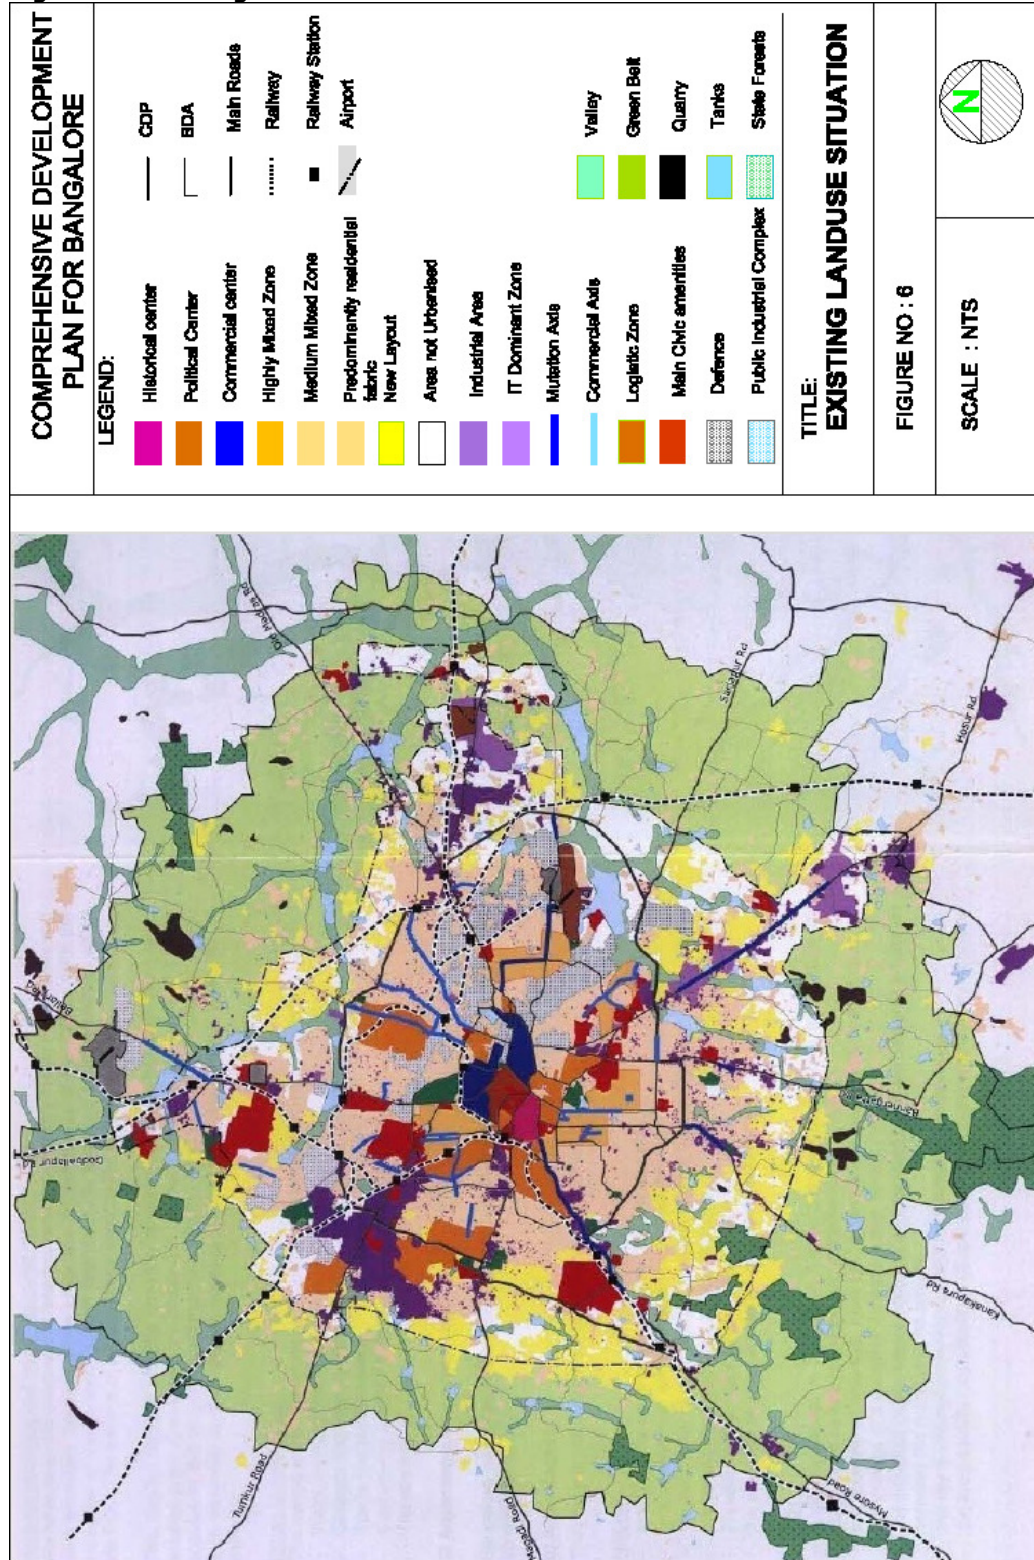 COMPREHENSIVE DEVELOPMENT
PLAN FOR BANGALORE
LEGEND:
Historical center
Political Center
Commercial center
Highly Mixed Zone
Medium Mixed Zone
Predominantly residential
fabric
New Layout
Area not Urbanised
Industrial Area
IT Dominant Zone
Mutation Axis
Commercial Axis
Logistic Zone
Main Civic amenities
Defence
Public Industrial Complex
CDP
BDA
Main Roads
Railway
Railway Station
Airport
Valley
Green Belt
Quarry
Tanks
State Forests
TITLE:
EXISTING LANDUSE SITUATION
FIGURE NO : 6
SCALE : NTS
N
Old Madras Rd
Sarjapur Rd
Hosur Rd
Kanakapura Rd
Mysore Road
Magadi Road
Tumkur Road